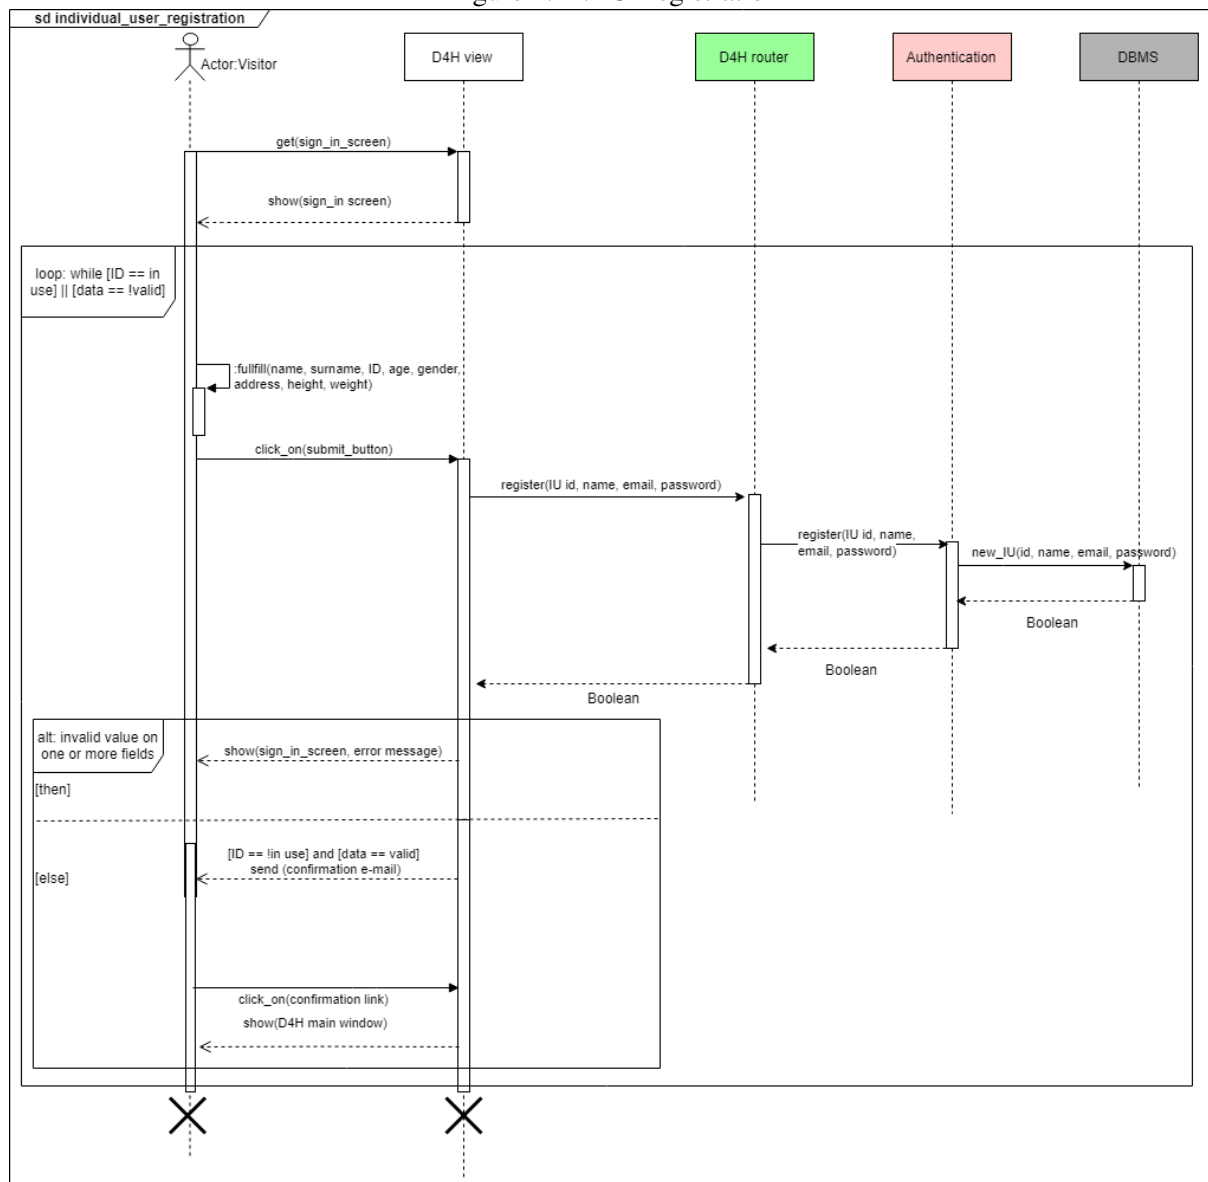 sd individual_user_registration
Actor:Visitor
D4H view
D4H router
Authentication
DBMS
get(sign_in_screen)
show(sign_in screen)
loop: while [ID == in
use] || [data == !valid]
:fullfill(name, surname, ID, age, gender,
address, height, weight)
click_on(submit_button)
register(IU id, name, email, password)
register(IU id, name,
email, password)
new_IU(id, name, email, password)
Boolean
Boolean
Boolean
alt: invalid value on
one or more fields
show(sign_in_screen, error message)
[then]
[ID == !in use] and [data == valid]
send (confirmation e-mail)
[else]
click_on(confirmation link)
show(D4H main window)